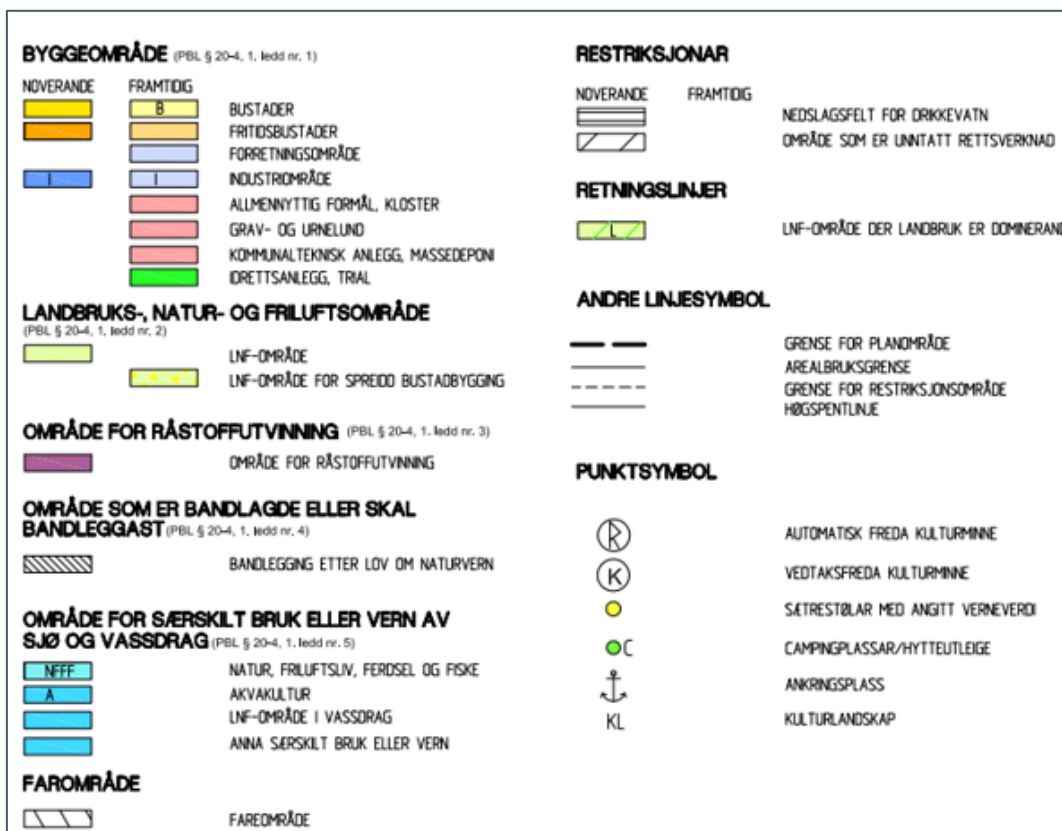 BYGGEOMRÅDE (PBL § 20-4, 1. ledd nr. 1)
NOVERANDE FRAMTIDIG
B BUSTADER
FRITIDSBUSTADER
FORRETNINGSOMRÅDE
I I INDUSTRIOMRÅDE
ALLMENNYTTIG FORMÅL, KLOSTER
GRAV- OG URNELUND
KOMMUNALTEKNISK ANLEGG, MASSEDEPONI
IDRETTSANLEGG, TRIAL
LANDBRUKS-, NATUR- OG FRILUFTSOMRÅDE
(PBL § 20-4, 1. ledd nr. 2)
LNF-OMRÅDE
LNF-OMRÅDE FOR SPREIDD BUSTADBYGGING
OMRÅDE FOR RÅSTOFFUTVINNING (PBL § 20-4, 1. ledd nr. 3)
OMRÅDE FOR RÅSTOFFUTVINNING
OMRÅDE SOM ER BANDLAGDE ELLER SKAL
BANDLEGGAST (PBL § 20-4, 1. ledd nr. 4)
BANDLEGGING ETTER LOV OM NATURVERN
OMRÅDE FOR SÆRSKILT BRUK ELLER VERN AV
SJØ OG VASSDRAG (PBL § 20-4, 1. ledd nr. 5)
NFFF NATUR, FRILUFTSLIV, FERDSEL OG FISKE
A AKVAKULTUR
LNF-OMRÅDE I VASSDRAG
ANNA SÆRSKILT BRUK ELLER VERN
FAROMRÅDE
FAREOMRÅDE
RESTRIKSJONAR
NOVERANDE FRAMTIDIG
NEDSLAGSFELT FOR DRIKKEVATN
OMRÅDE SOM ER UNNTATT RETTSVERKNAD
RETNINGSLINJER
L LNF-OMRÅDE DER LANDBRUK ER DOMINERAND
ANDRE LINJESYMBOL
GRENSE FOR PLANOMRÅDE
AREALBRUKSGRENSE
GRENSE FOR RESTRIKSJONSOMRÅDE
HØGSPENTLINJE
PUNKTSYMBOL
R AUTOMATISK FREDA KULTURMINNE
K VEDTAKSFREDA KULTURMINNE
SÆTRESTØLAR MED ANGITT VERNEVERDI
C CAMPINGPLASSAR/HYTTEUTLEIGE
ANKRINGSPLASS
KL KULTURLANDSKAP